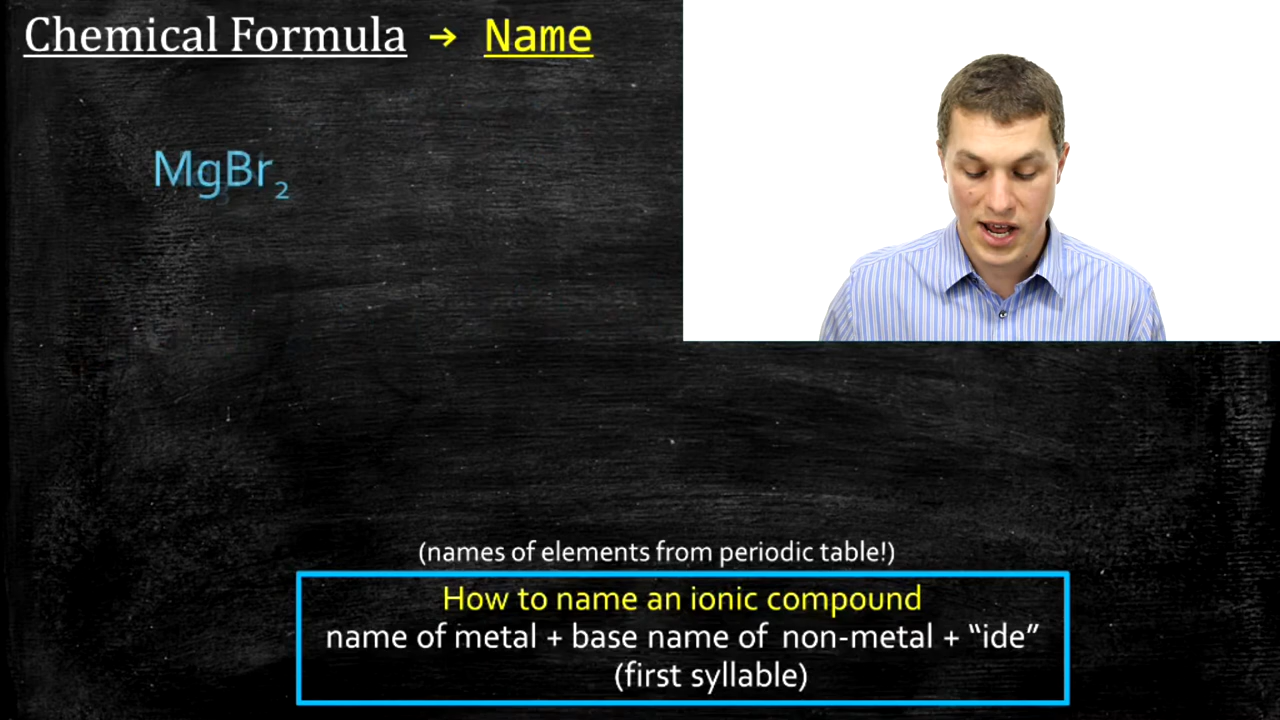 Chemical Formula → Name
MgBr₂
(names of elements from periodic table!)
How to name an ionic compound
name of metal + base name of non-metal + “ide”
(first syllable)